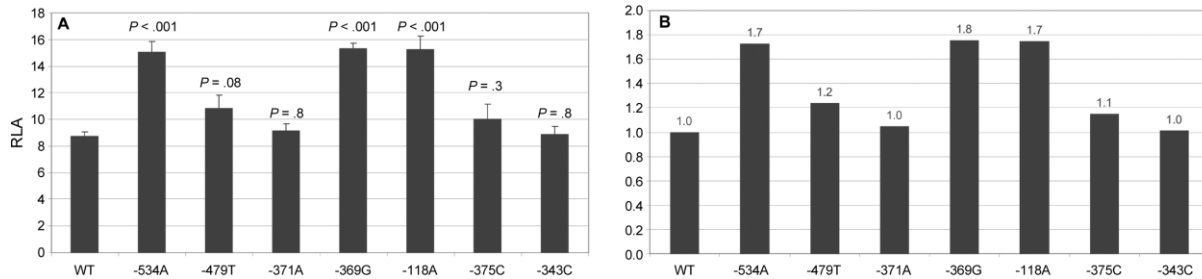 A
RLA
18
16
14
12
10
8
6
4
2
0
P < .001
P = .08
P = .8
P < .001
P < .001
P = .3
P = .8
WT -534A -479T -371A -369G -118A -375C -343C
B
2.0
1.8
1.6
1.4
1.2
1.0
0.8
0.6
0.4
0.2
0.0
1.0
1.7
1.2
1.0
1.8
1.7
1.1
1.0
WT -534A -479T -371A -369G -118A -375C -343C